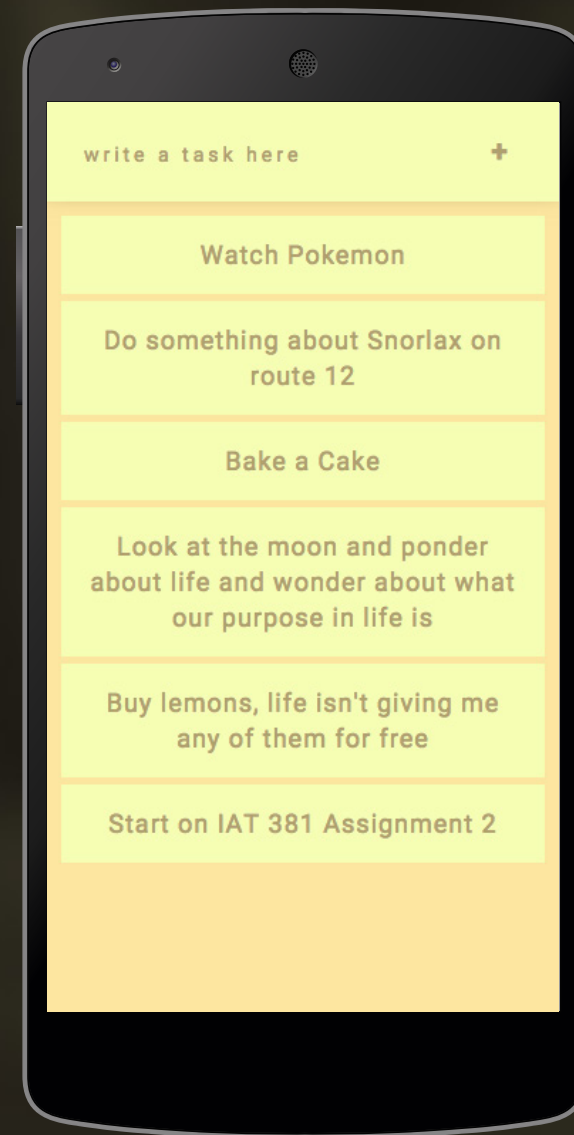 write a task here +
Watch Pokemon
Do something about Snorlax on
route 12
Bake a Cake
Look at the moon and ponder
about life and wonder about what
our purpose in life is
Buy lemons, life isn't giving me
any of them for free
Start on IAT 381 Assignment 2